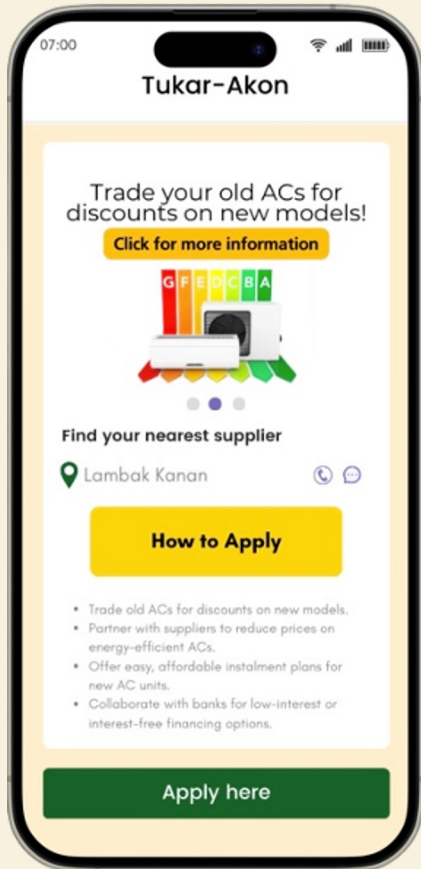 07:00
Tukar-Akon
Trade your old ACs for
discounts on new models!
Click for more information
G F E D C B A
Find your nearest supplier
Lambak Kanan
How to Apply
• Trade old ACs for discounts on new models.
• Partner with suppliers to reduce prices on
energy-efficient ACs.
• Offer easy, affordable instalment plans for
new AC units.
• Collaborate with banks for low-interest or
interest-free financing options.
Apply here